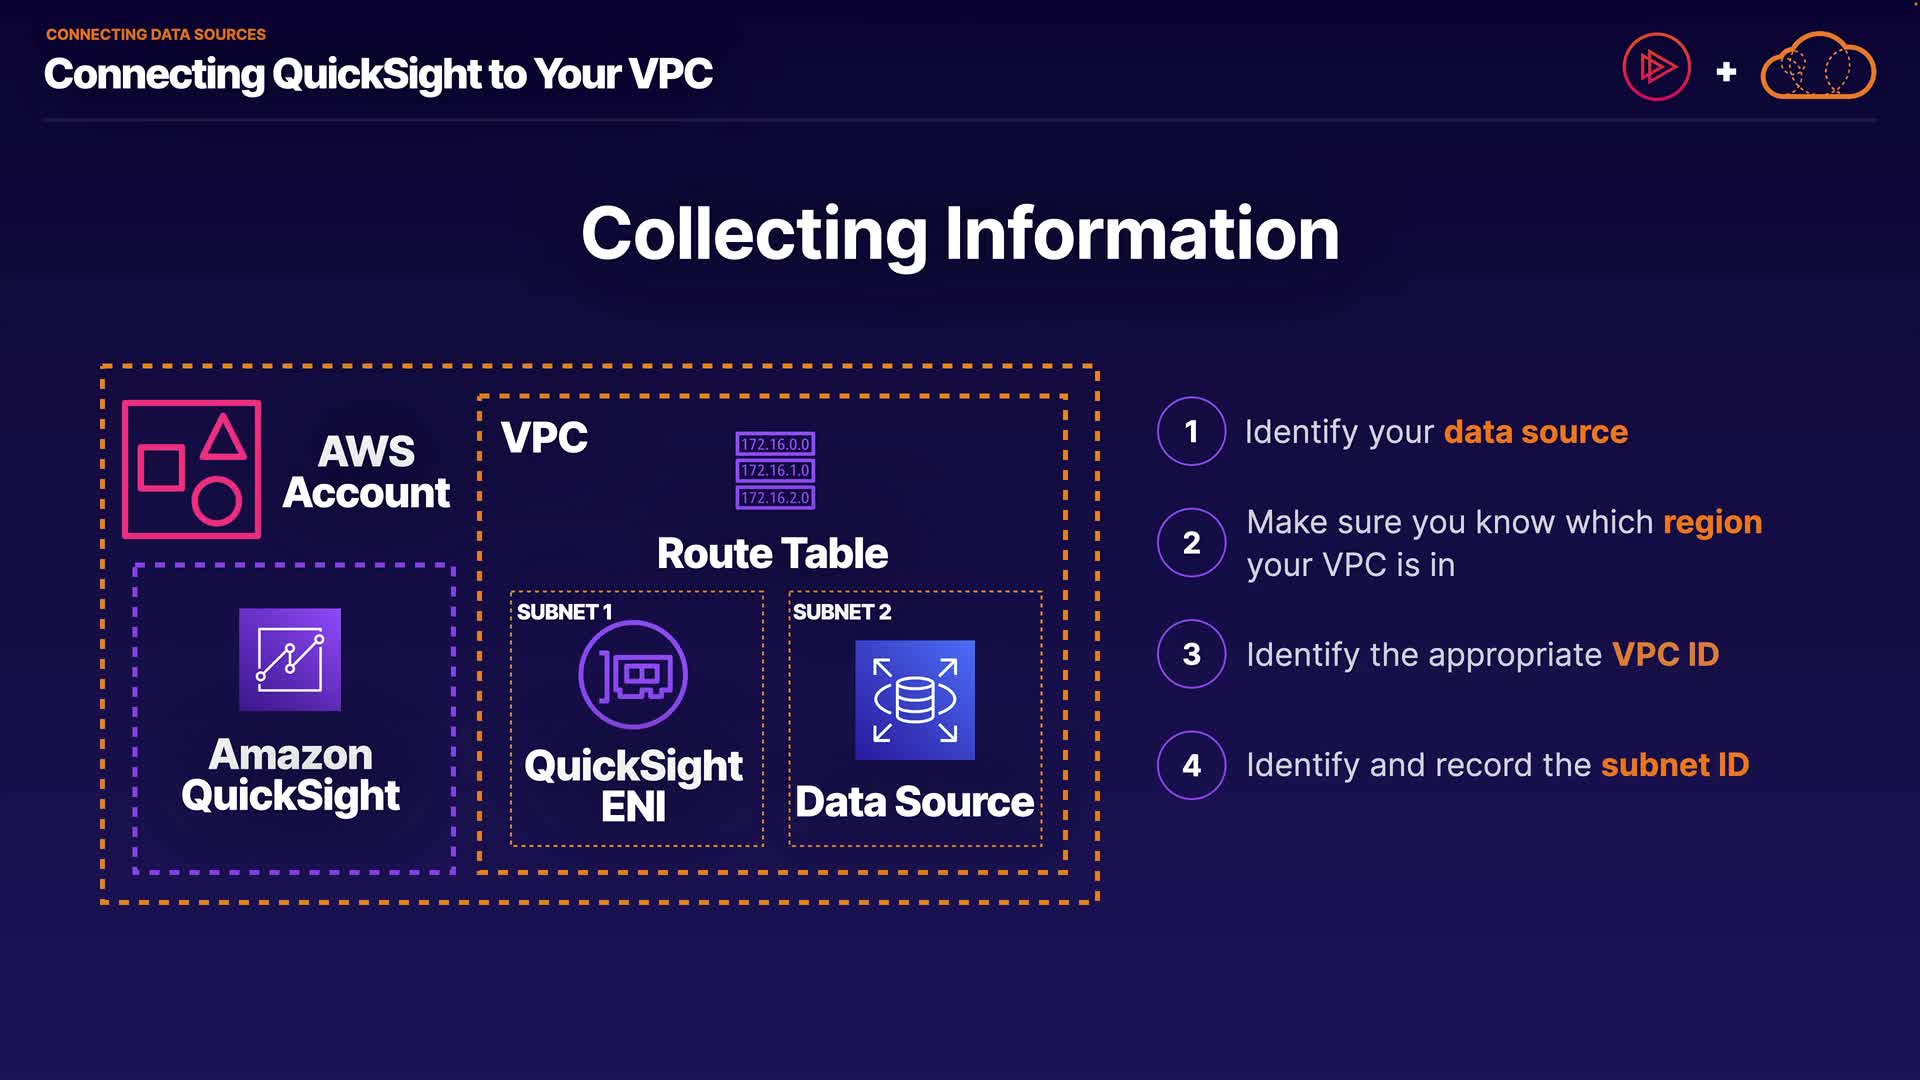 CONNECTING DATA SOURCES
Connecting QuickSight to Your VPC
Collecting Information
AWS
Account
Amazon
QuickSight
VPC
172.16.0.0
172.16.1.0
172.16.2.0
Route Table
SUBNET 1
QuickSight
ENI
SUBNET 2
Data Source
1 Identify your data source
2 Make sure you know which region
your VPC is in
3 Identify the appropriate VPC ID
4 Identify and record the subnet ID